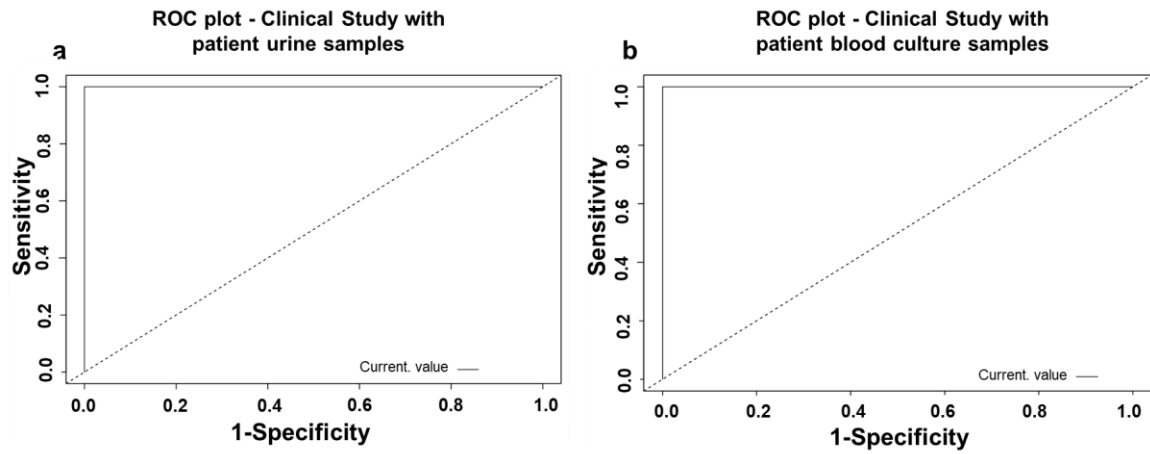 ROC plot - Clinical Study with
patient urine samples
a
Sensitivity
1.0
0.8
0.6
0.4
0.2
0.0
Current. value
0.0 0.2 0.4 0.6 0.8 1.0
1-Specificity
ROC plot - Clinical Study with
patient blood culture samples
b
Sensitivity
1.0
0.8
0.6
0.4
0.2
0.0
Current. value
0.0 0.2 0.4 0.6 0.8 1.0
1-Specificity